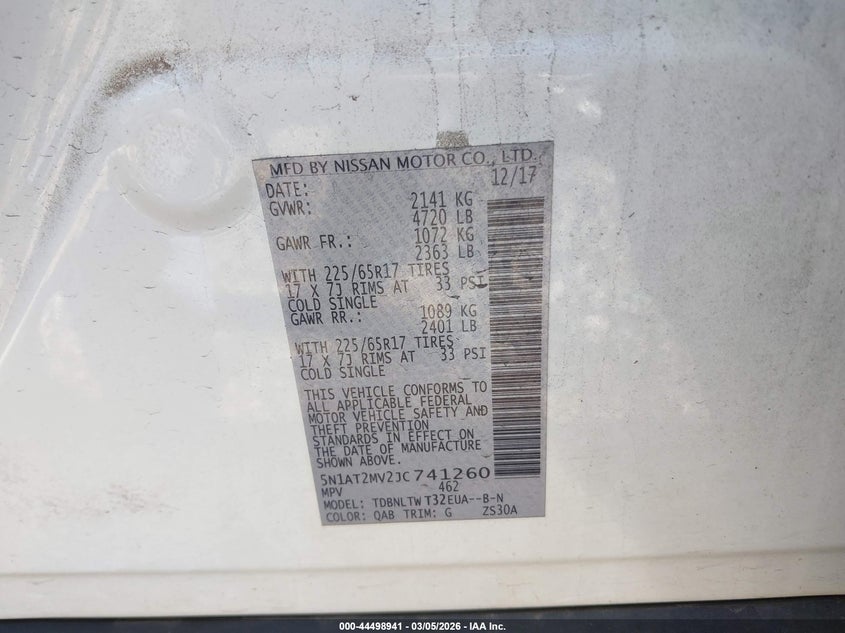 MFD BY NISSAN MOTOR CO., LTD.
DATE: 12/17
GVWR: 2141 KG
4720 LB
GAWR FR.: 1072 KG
2363 LB
WITH 225/65R17 TIRES
17 X 7J RIMS AT 33 PSI
COLD SINGLE
GAWR RR.: 1089 KG
2401 LB
WITH 225/65R17 TIRES
17 X 7J RIMS AT 33 PSI
COLD SINGLE
THIS VEHICLE CONFORMS TO
ALL APPLICABLE FEDERAL
MOTOR VEHICLE SAFETY AND
THEFT PREVENTION
STANDARDS IN EFFECT ON
THE DATE OF MANUFACTURE
SHOWN ABOVE.
5N1AT2MV2JC741260
MPV 462
MODEL: TDBNLTW T32EUA--B-N
COLOR: QAB TRIM: G ZS30A
000-44498941 - 03/05/2026 - IAA Inc.